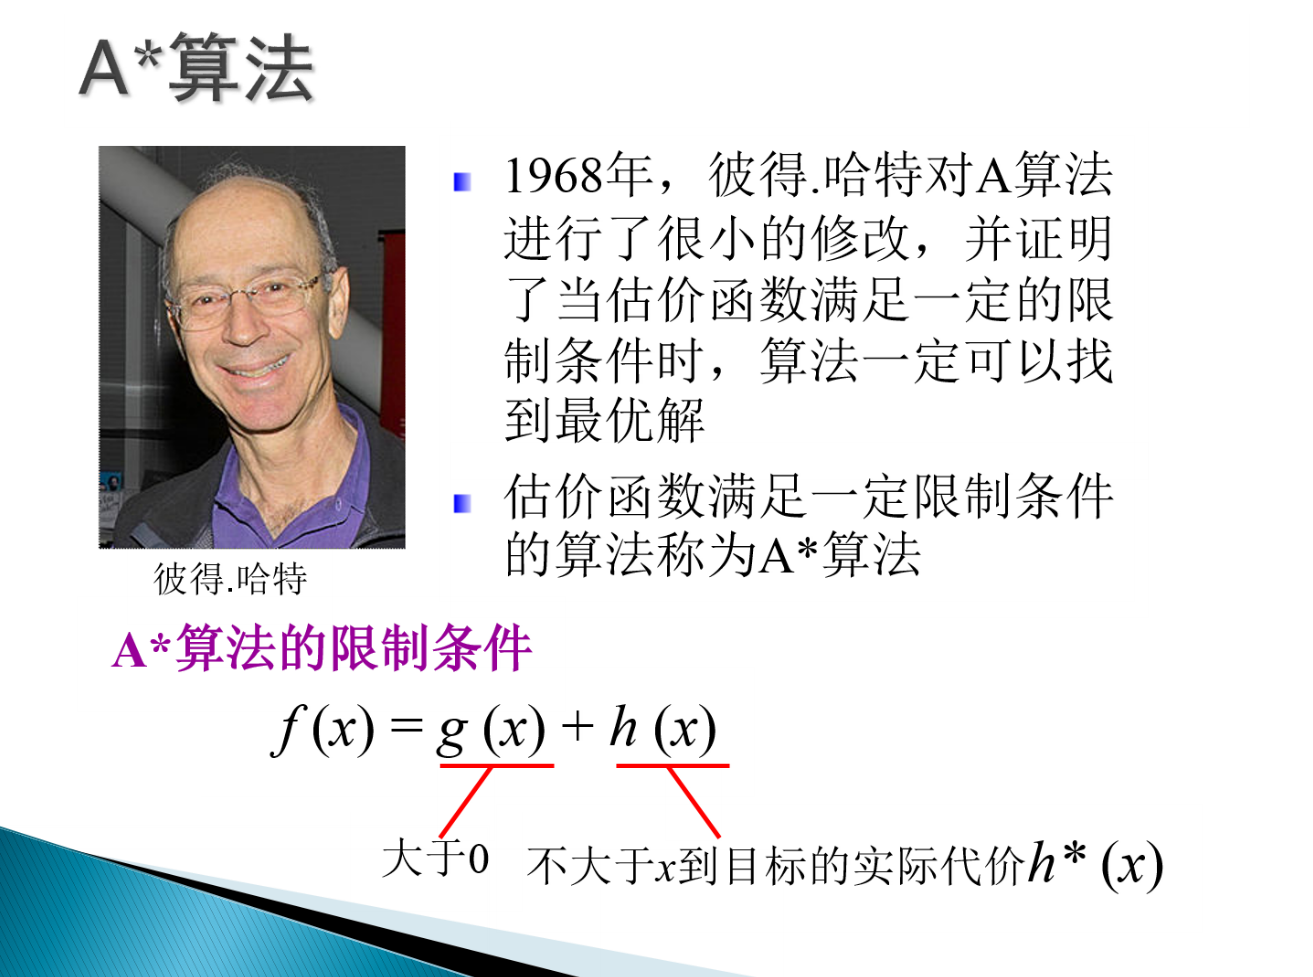 A*算法
1968年，彼得.哈特对A算法
进行了很小的修改，并证明
了当估价函数满足一定的限
制条件时，算法一定可以找
到最优解
估价函数满足一定限制条件
的算法称为A*算法
彼得.哈特
A*算法的限制条件
f (x) = g (x) + h (x)
大于0
不大于x到目标的实际代价h* (x)